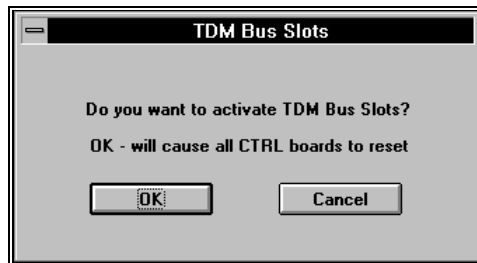 TDM Bus Slots
Do you want to activate TDM Bus Slots?
OK - will cause all CTRL boards to reset
OK Cancel